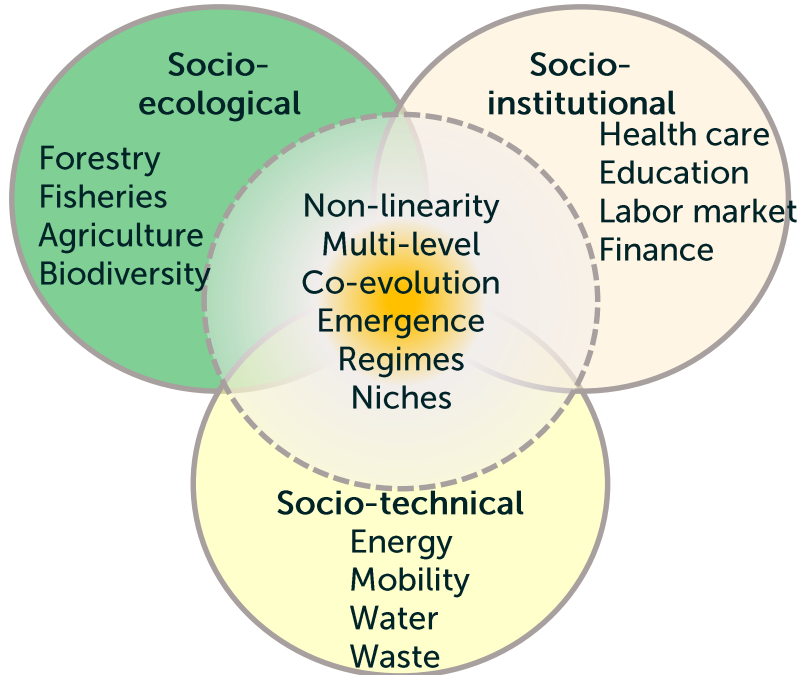 Socio-
ecological
Forestry
Fisheries
Agriculture
Biodiversity
Socio-
institutional
Health care
Education
Labor market
Finance
Non-linearity
Multi-level
Co-evolution
Emergence
Regimes
Niches
Socio-technical
Energy
Mobility
Water
Waste